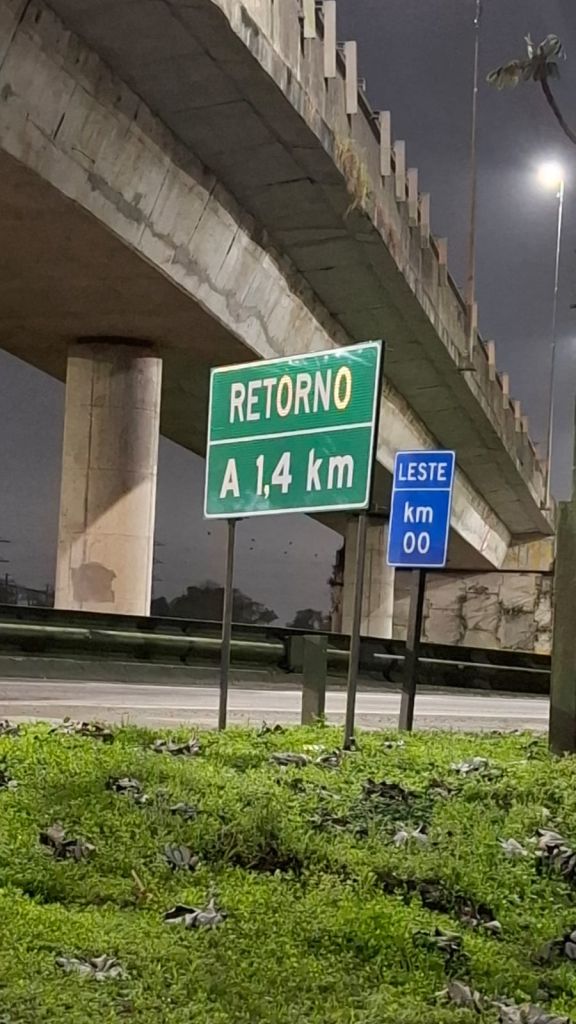 RETORNO
A 1,4 km
LESTE
km
00